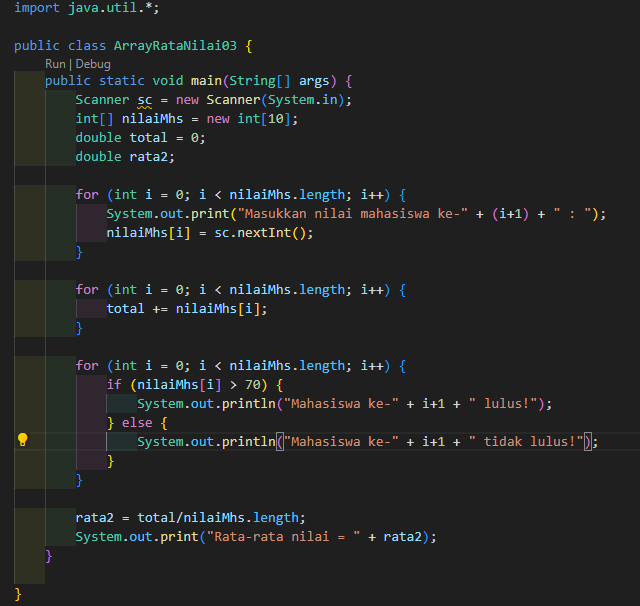 import java.util.*;
public class ArrayRataNilai03 {
Run | Debug
public static void main(String[] args) {
Scanner sc = new Scanner(System.in);
int[] nilaiMhs = new int[10];
double total = 0;
double rata2;
for (int i = 0; i < nilaiMhs.length; i++) {
System.out.print("Masukkan nilai mahasiswa ke-" + (i+1) + " : ");
nilaiMhs[i] = sc.nextInt();
}
for (int i = 0; i < nilaiMhs.length; i++) {
total += nilaiMhs[i];
}
for (int i = 0; i < nilaiMhs.length; i++) {
if (nilaiMhs[i] > 70) {
System.out.println("Mahasiswa ke-" + i+1 + " lulus!");
} else {
System.out.println("Mahasiswa ke-" + i+1 + " tidak lulus!");
}
}
rata2 = total/nilaiMhs.length;
System.out.print("Rata-rata nilai = " + rata2);
}
}